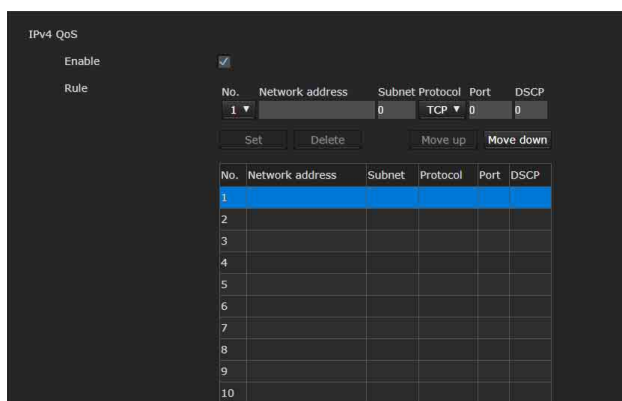 IPv4 QoS
Enable
Rule
No. Network address Subnet Protocol Port DSCP
1 0 TCP 0 0
Set Delete Move up Move down
No. Network address Subnet Protocol Port DSCP
1
2
3
4
5
6
7
8
9
10